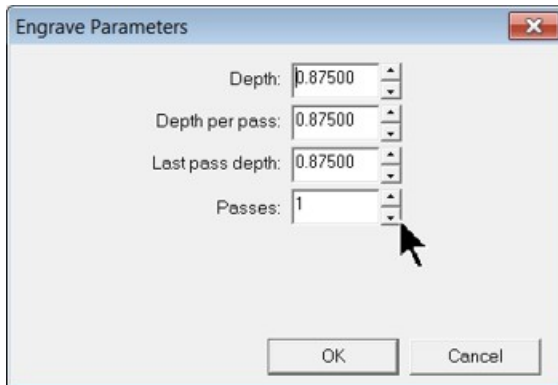 Engrave Parameters
Depth: 0.87500
Depth per pass: 0.87500
Last pass depth: 0.87500
Passes: 1
OK Cancel